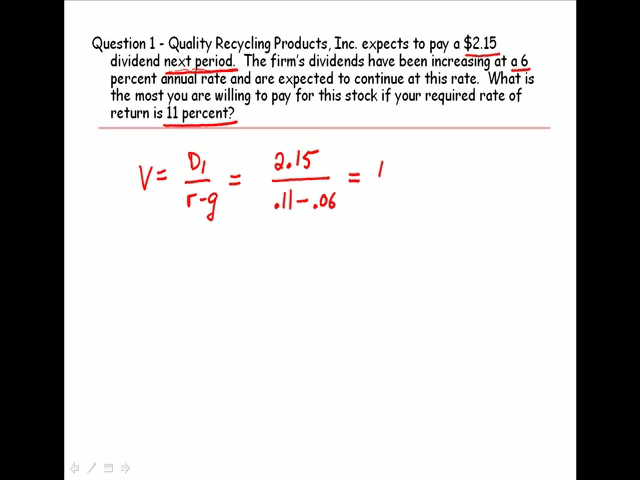 Question 1 - Quality Recycling Products, Inc. expects to pay a $2.15
dividend next period. The firm's dividends have been increasing at a 6
percent annual rate and are expected to continue at this rate. What is
the most you are willing to pay for this stock if your required rate of
return is 11 percent?
V = D1 / r-g = 2.15 / .11-.06 = 1